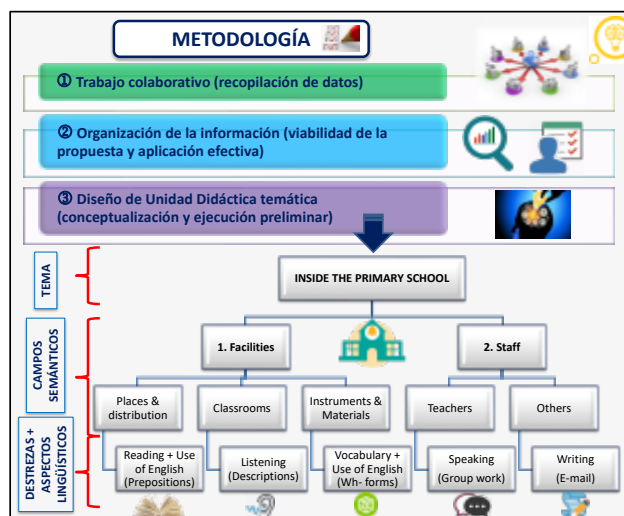 METODOLOGÍA
① Trabajo colaborativo (recopilación de datos)
② Organización de la información (viabilidad de la
propuesta y aplicación efectiva)
③ Diseño de Unidad Didáctica temática
(conceptualización y ejecución preliminar)
TEMA
INSIDE THE PRIMARY SCHOOL
CAMPOS
SEMÁNTICOS
1. Facilities
2. Staff
Places &
distribution
Classrooms
Instruments &
Materials
Teachers
Others
DESTREZAS +
ASPECTOS
LINGÜÍSTICOS
Reading + Use
of English
(Prepositions)
Listening
(Descriptions)
Vocabulary +
Use of English
(Wh- forms)
Speaking
(Group work)
Writing
(E-mail)